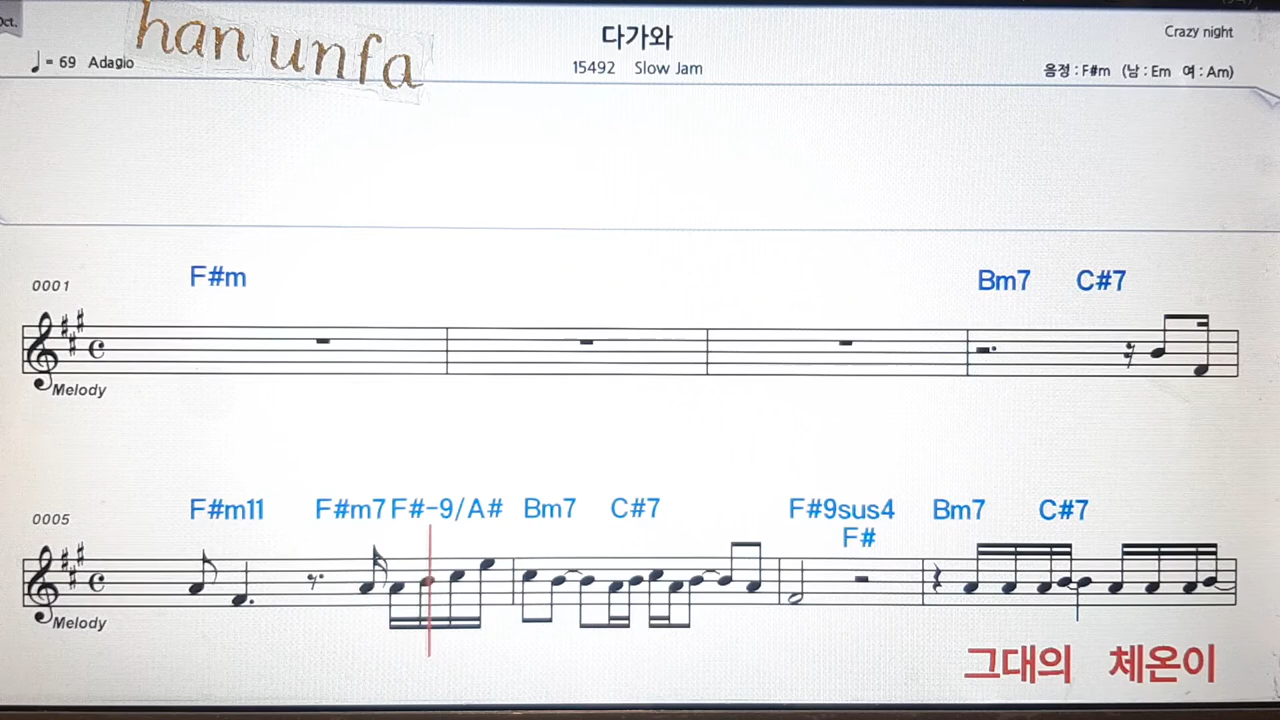 Oct.
han unfa
다가와
Crazy night
♩ = 69 Adagio
15492 Slow Jam
음정 : F#m (남 : Em 여 : Am)
F#m Bm7 C#7
0001
Melody
F#m11 F#m7 F#-9/A# Bm7 C#7 F#9sus4 Bm7 C#7
F#
0005
Melody
그대의 체온이